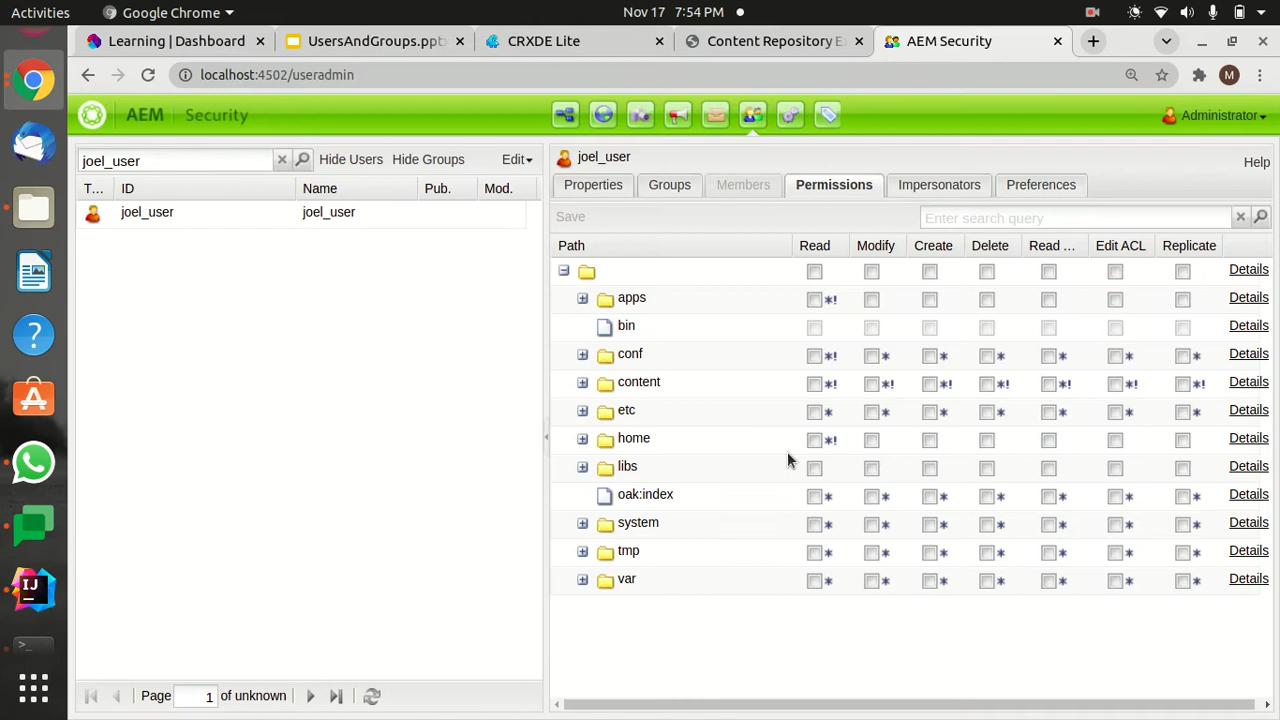 Activities
Google Chrome
Nov 17 7:54 PM
Learning | Dashboard
UsersAndGroups.ppt
CRXDE Lite
Content Repository E
AEM Security
localhost:4502/useradmin
M
AEM Security
Administrator
joel_user
Hide Users
Hide Groups
Edit
T...
ID
Name
Pub.
Mod.
joel_user
joel_user
Page 1 of unknown
joel_user
Help
Properties
Groups
Members
Permissions
Impersonators
Preferences
Save
Enter search query
Path
Read
Modify
Create
Delete
Read ...
Edit ACL
Replicate
Details
apps *! Details
bin Details
conf *! * * * * * * Details
content *! *! *! *! *! *! *! Details
etc * * * * * * * Details
home *! Details
libs Details
oak:index * * * * * * * Details
system * * * * * * * Details
tmp * * * * * * * Details
var * * * * * * * Details